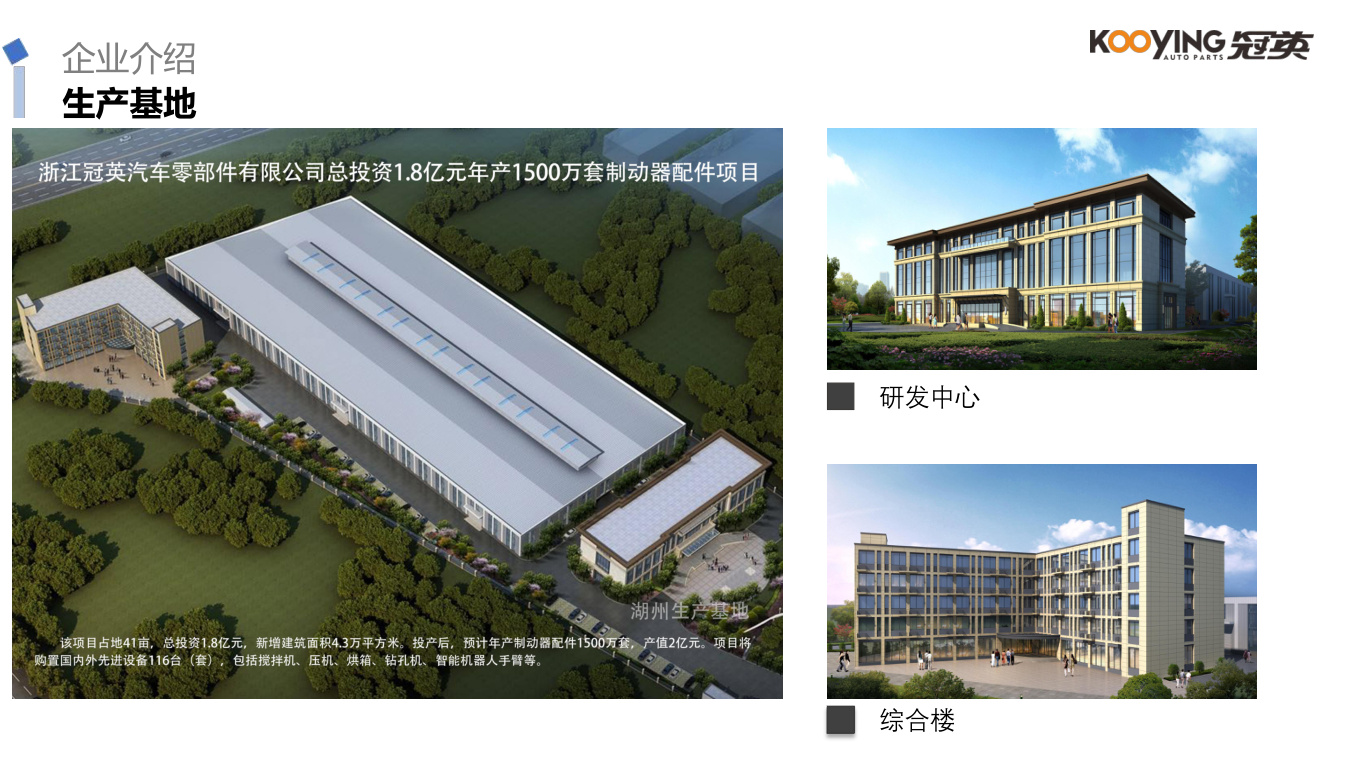 企业介绍
生产基地
KOOYING 冠英
AUTO PARTS
浙江冠英汽车零部件有限公司总投资1.8亿元年产1500万套制动器配件项目
湖州生产基地
该项目占地41亩，总投资1.8亿元，新增建筑面积4.3万平方米。投产后，预计年产制动器配件1500万套，产值2亿元。项目将
购置国内外先进设备116台（套），包括搅拌机、压机、烘箱、钻孔机、智能机器人手臂等。
研发中心
综合楼